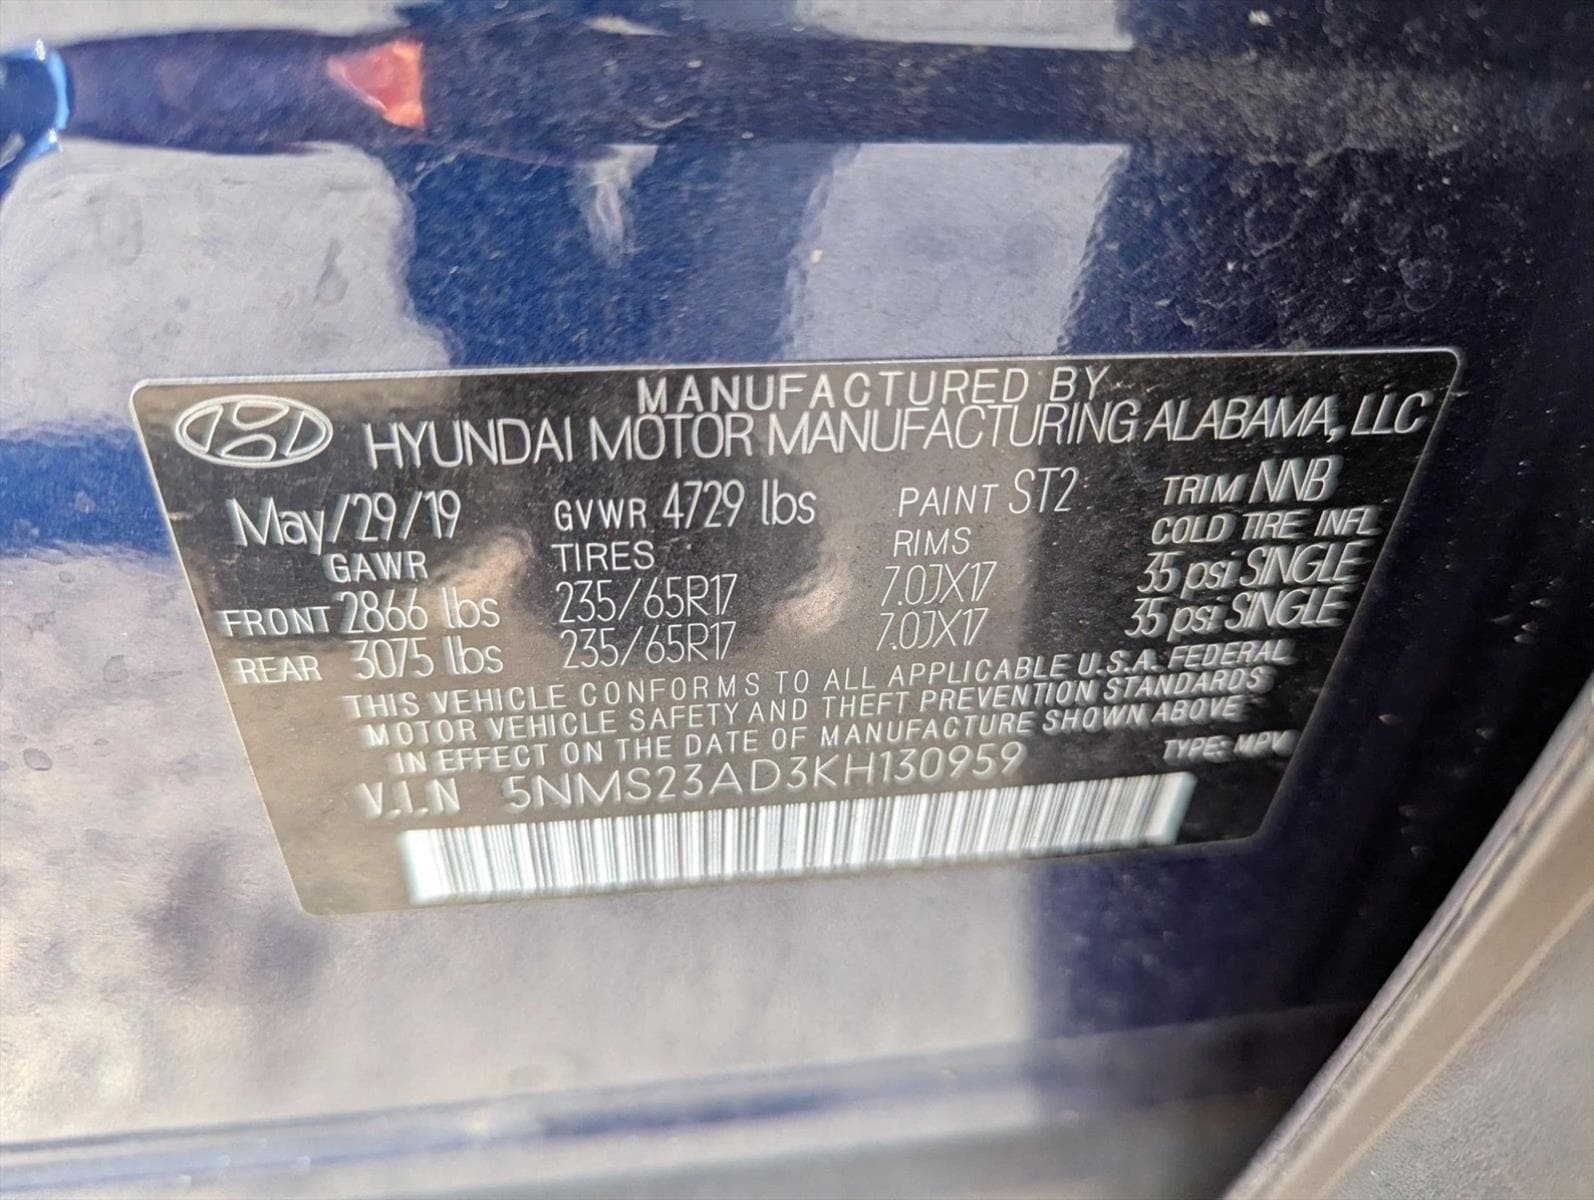 MANUFACTURED BY
HYUNDAI MOTOR MANUFACTURING ALABAMA, LLC
May/29/19 GVWR 4729 lbs PAINT ST2 TRIM NNB
GAWR TIRES RIMS COLD TIRE INFL
FRONT 2866 lbs 235/65R17 7.0JX17 35 psi SINGLE
REAR 3075 lbs 235/65R17 7.0JX17 35 psi SINGLE
THIS VEHICLE CONFORMS TO ALL APPLICABLE U.S.A. FEDERAL
MOTOR VEHICLE SAFETY AND THEFT PREVENTION STANDARDS
IN EFFECT ON THE DATE OF MANUFACTURE SHOWN ABOVE
V.I.N 5NMS23AD3KH130959 TYPE: MPV